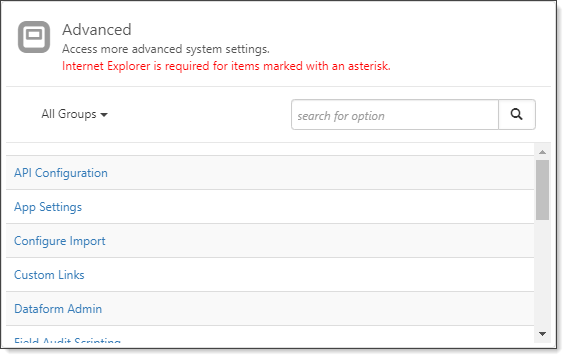 Advanced
Access more advanced system settings.
Internet Explorer is required for items marked with an asterisk.
All Groups
search for option
API Configuration
App Settings
Configure Import
Custom Links
Dataform Admin
Field Audit Scripting